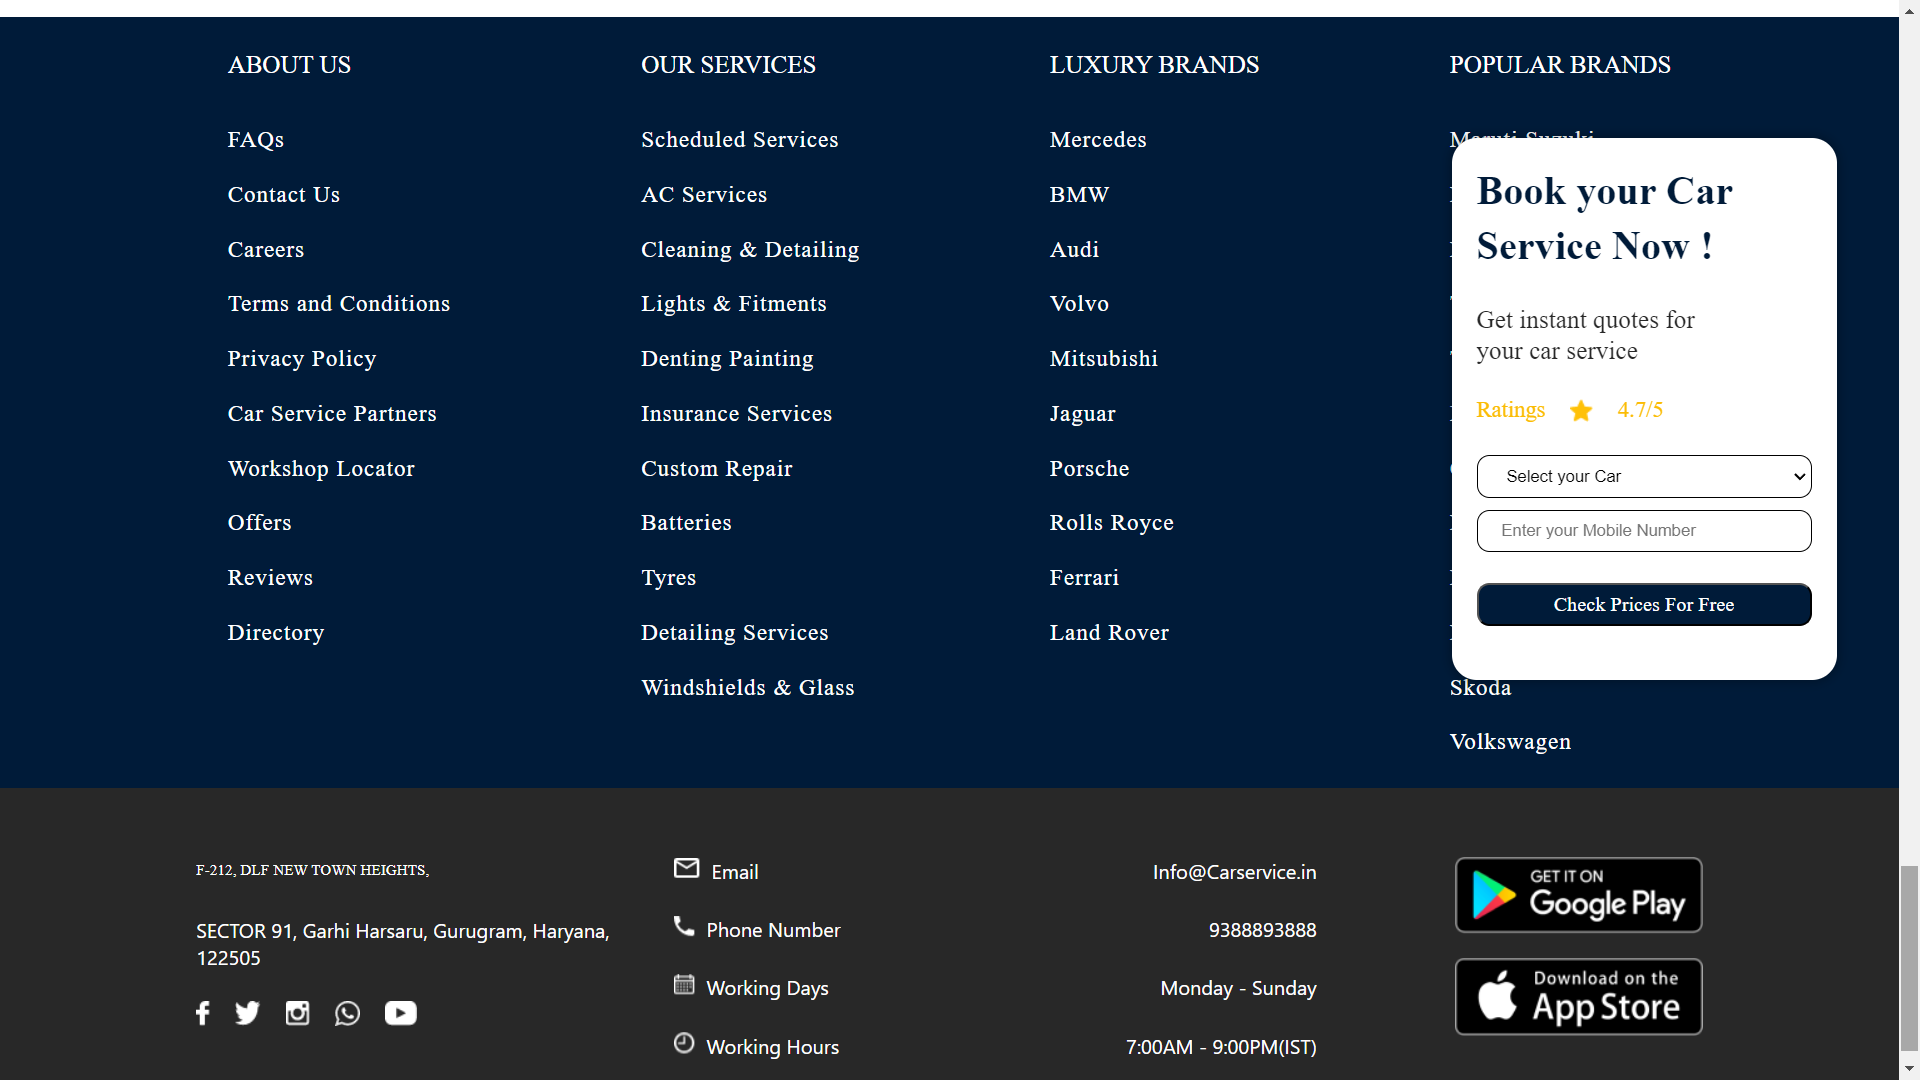 ABOUT US
FAQs
Contact Us
Careers
Terms and Conditions
Privacy Policy
Car Service Partners
Workshop Locator
Offers
Reviews
Directory
OUR SERVICES
Scheduled Services
AC Services
Cleaning & Detailing
Lights & Fitments
Denting Painting
Insurance Services
Custom Repair
Batteries
Tyres
Detailing Services
Windshields & Glass
LUXURY BRANDS
Mercedes
BMW
Audi
Volvo
Mitsubishi
Jaguar
Porsche
Rolls Royce
Ferrari
Land Rover
POPULAR BRANDS
Maruti Suzuki
Skoda
Volkswagen
Book your Car
Service Now !
Get instant quotes for
your car service
Ratings 4.7/5
Select your Car
Enter your Mobile Number
Check Prices For Free
F-212, DLF NEW TOWN HEIGHTS,
SECTOR 91, Garhi Harsaru, Gurugram, Haryana,
122505
Email Info@Carservice.in
Phone Number 9388893888
Working Days Monday - Sunday
Working Hours 7:00AM - 9:00PM(IST)
GET IT ON
Google Play
Download on the
App Store